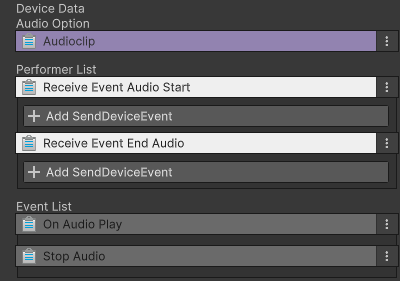 Device Data
Audio Option
Audioclip
Performer List
Receive Event Audio Start
Add SendDeviceEvent
Receive Event End Audio
Add SendDeviceEvent
Event List
On Audio Play
Stop Audio